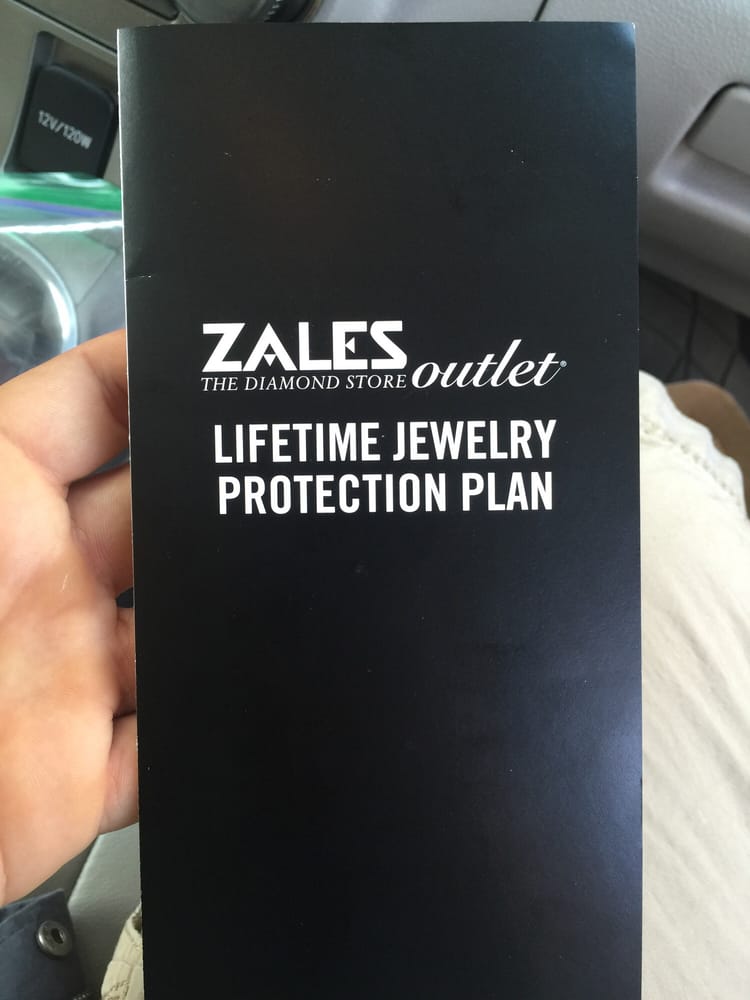 12V/120W
ZALES outlet®
THE DIAMOND STORE
LIFETIME JEWELRY
PROTECTION PLAN